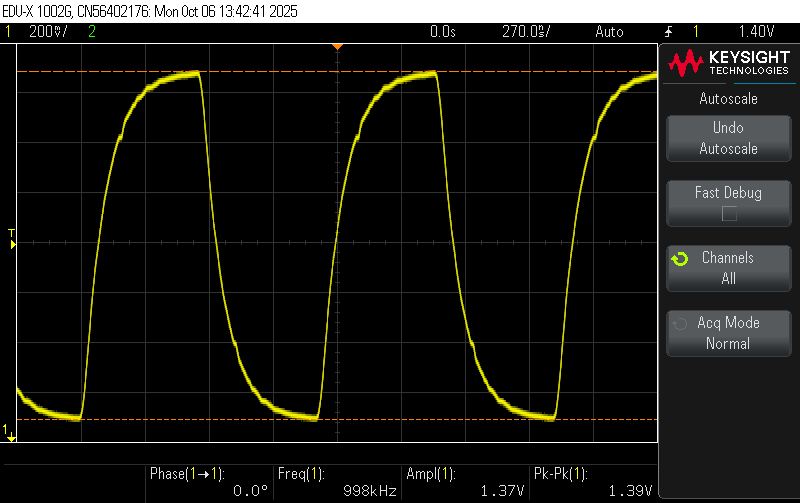 EDU-X 1002G, CN56402176: Mon Oct 06 13:42:41 2025
1 200mV/ 2 0.0s 270.0ns/ Auto 1 1.40V
KEYSIGHT
TECHNOLOGIES
Autoscale
Undo
Autoscale
Fast Debug
Channels
All
Acq Mode
Normal
T
1
Phase(1→1): Freq(1): Ampl(1): Pk-Pk(1):
0.0° 998kHz 1.37V 1.39V